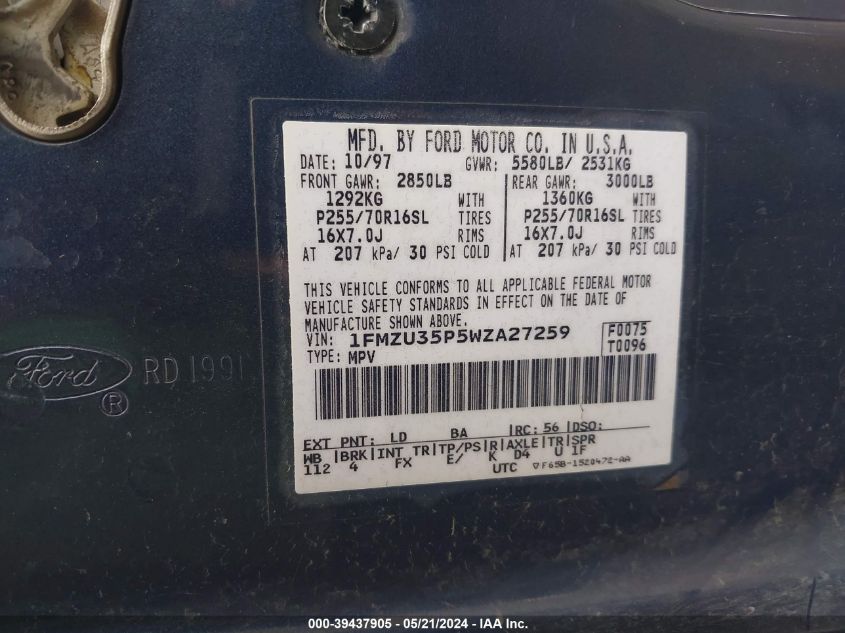 MFD. BY FORD MOTOR CO. IN U.S.A.
DATE: 10/97 GVWR: 5580LB/ 2531KG
FRONT GAWR: 2850LB REAR GAWR: 3000LB
1292KG WITH 1360KG WITH
P255/70R16SL TIRES P255/70R16SL TIRES
16X7.0J RIMS 16X7.0J RIMS
AT 207 kPa/ 30 PSI COLD AT 207 kPa/ 30 PSI COLD
THIS VEHICLE CONFORMS TO ALL APPLICABLE FEDERAL MOTOR
VEHICLE SAFETY STANDARDS IN EFFECT ON THE DATE OF
MANUFACTURE SHOWN ABOVE.
VIN: 1FMZU35P5WZA27259 F0075
TYPE: MPV T0096
EXT PNT: LD BA RC: 56 DSO:
WB BRK INT TR TP/PS R AXLE TR SPR
112 4 FX E/ K D4 U 1F
UTC ▽F65B-1520472-AA
Ford ® RD 1991
000-39437905 - 05/21/2024 - IAA Inc.